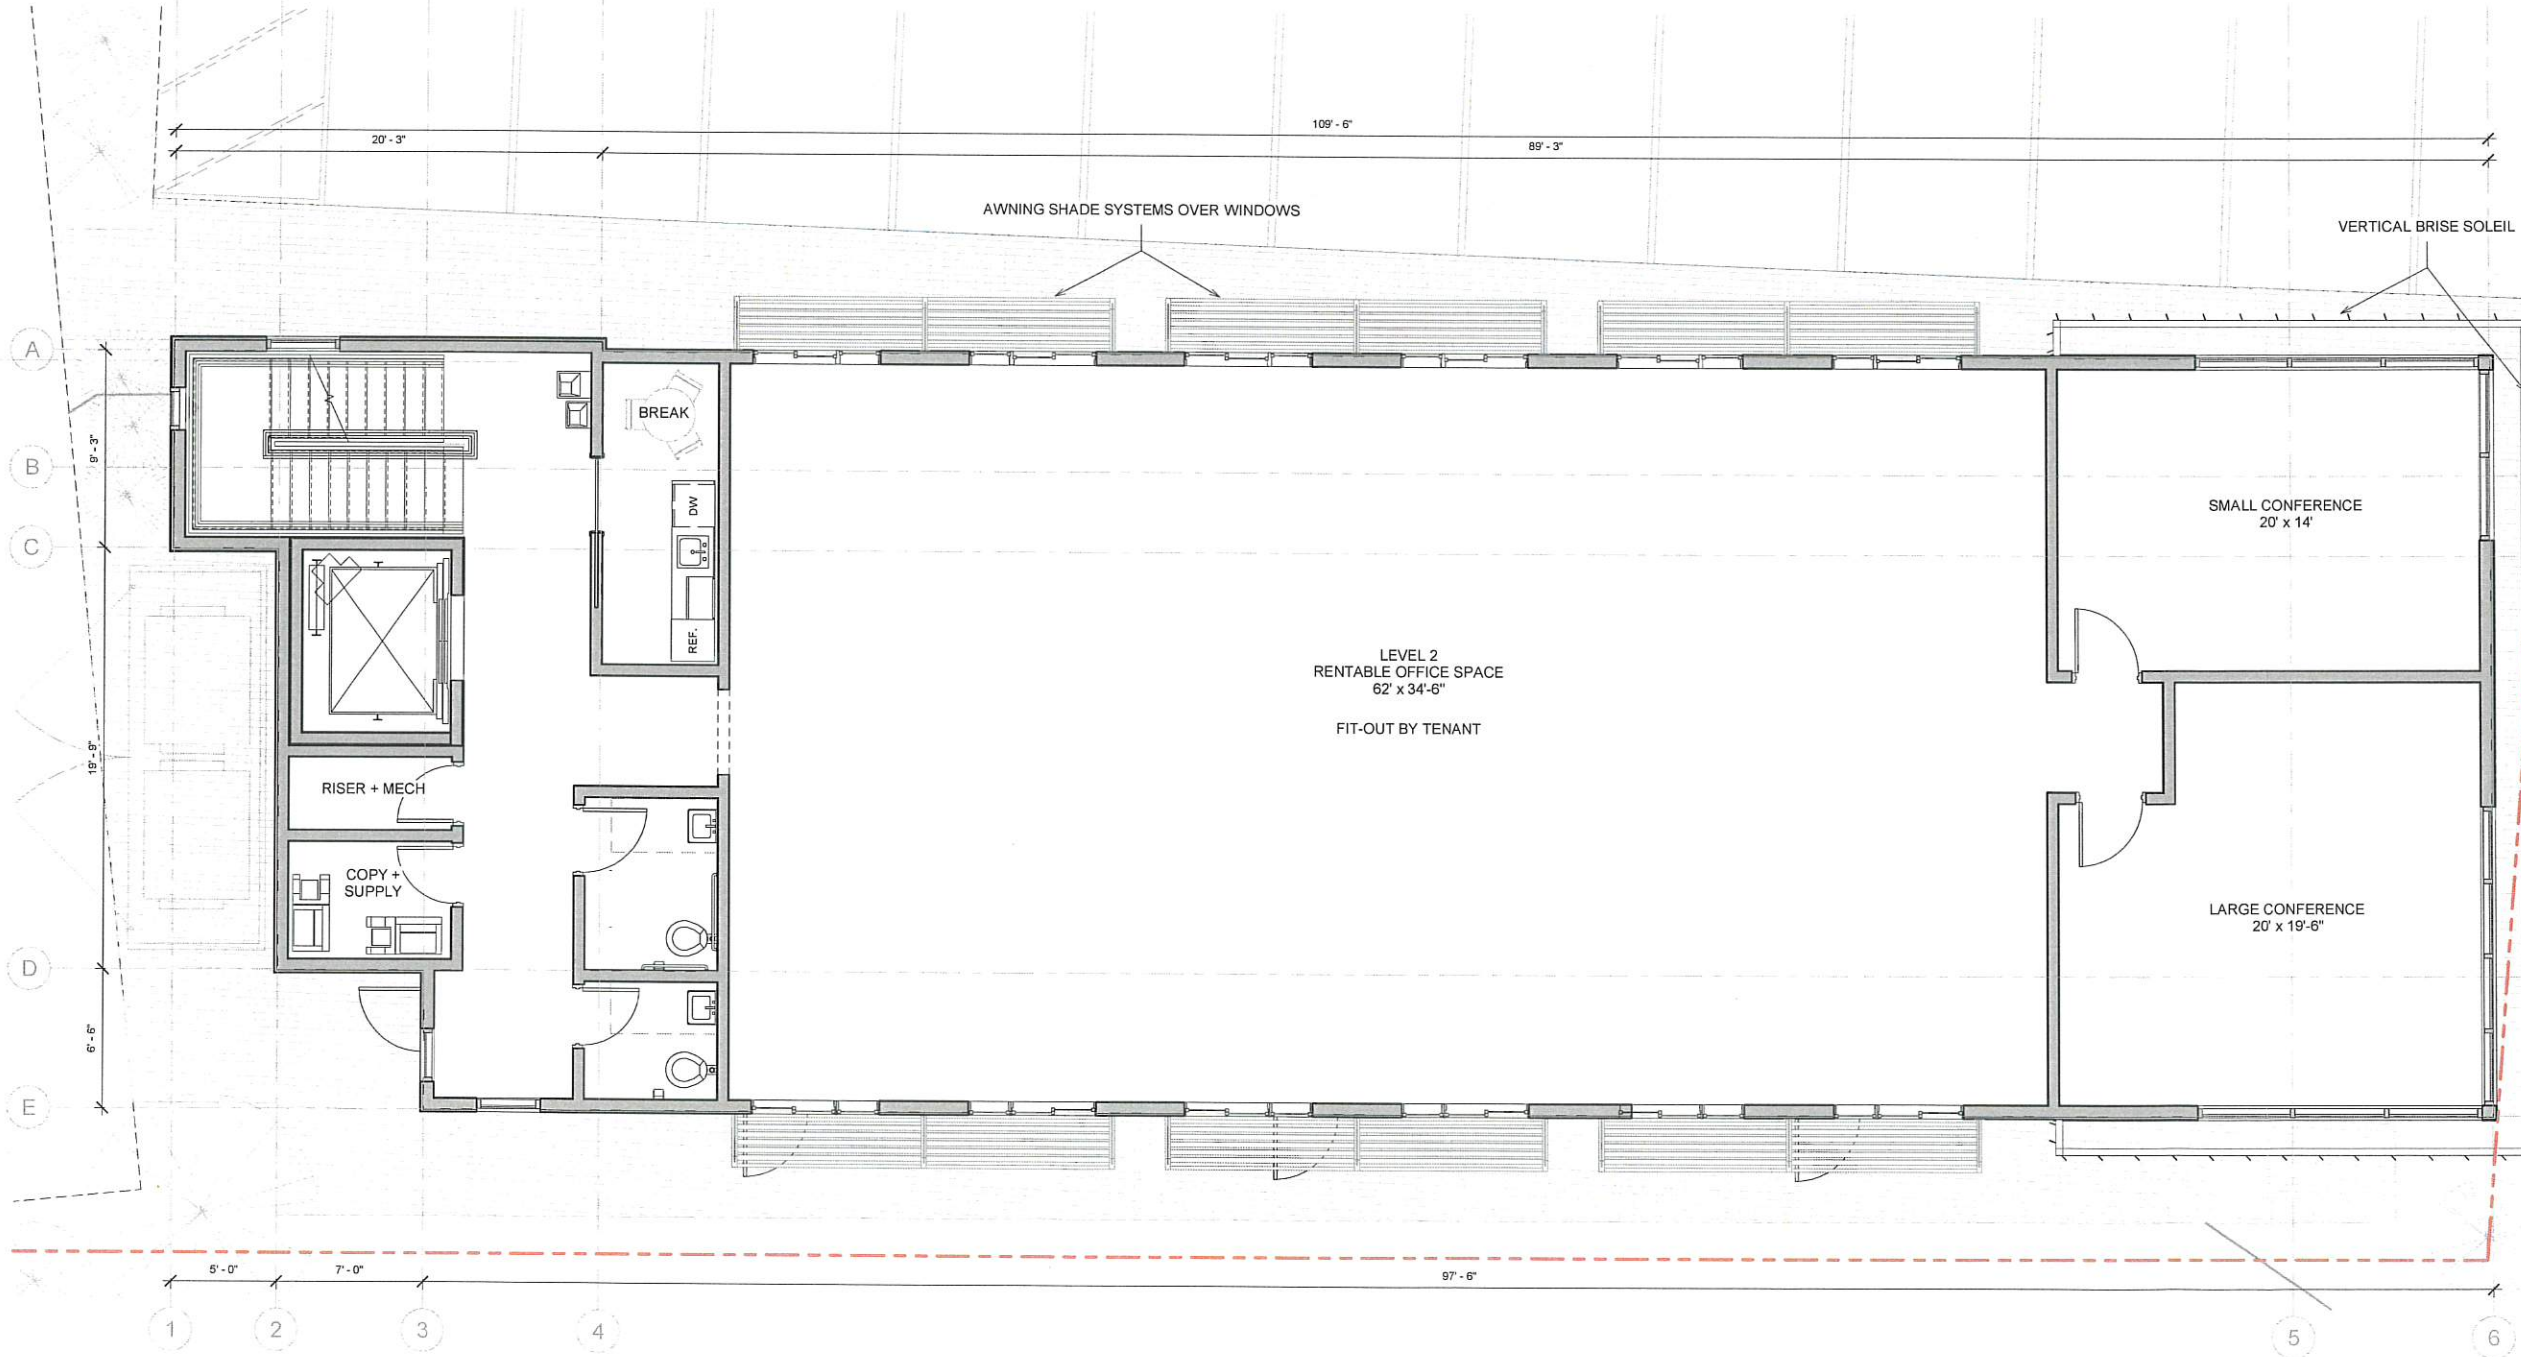 109' - 6"
20' - 3"
89' - 3"
AWNING SHADE SYSTEMS OVER WINDOWS
VERTICAL BRISE SOLEIL
A
B
C
D
E
9' - 3"
19' - 9"
6' - 6"
BREAK
DW
REF.
SMALL CONFERENCE
20' x 14'
LEVEL 2
RENTABLE OFFICE SPACE
62' x 34'-6"
FIT-OUT BY TENANT
RISER + MECH
COPY +
SUPPLY
LARGE CONFERENCE
20' x 19'-6"
5' - 0"
7' - 0"
97' - 6"
1
2
3
4
5
6